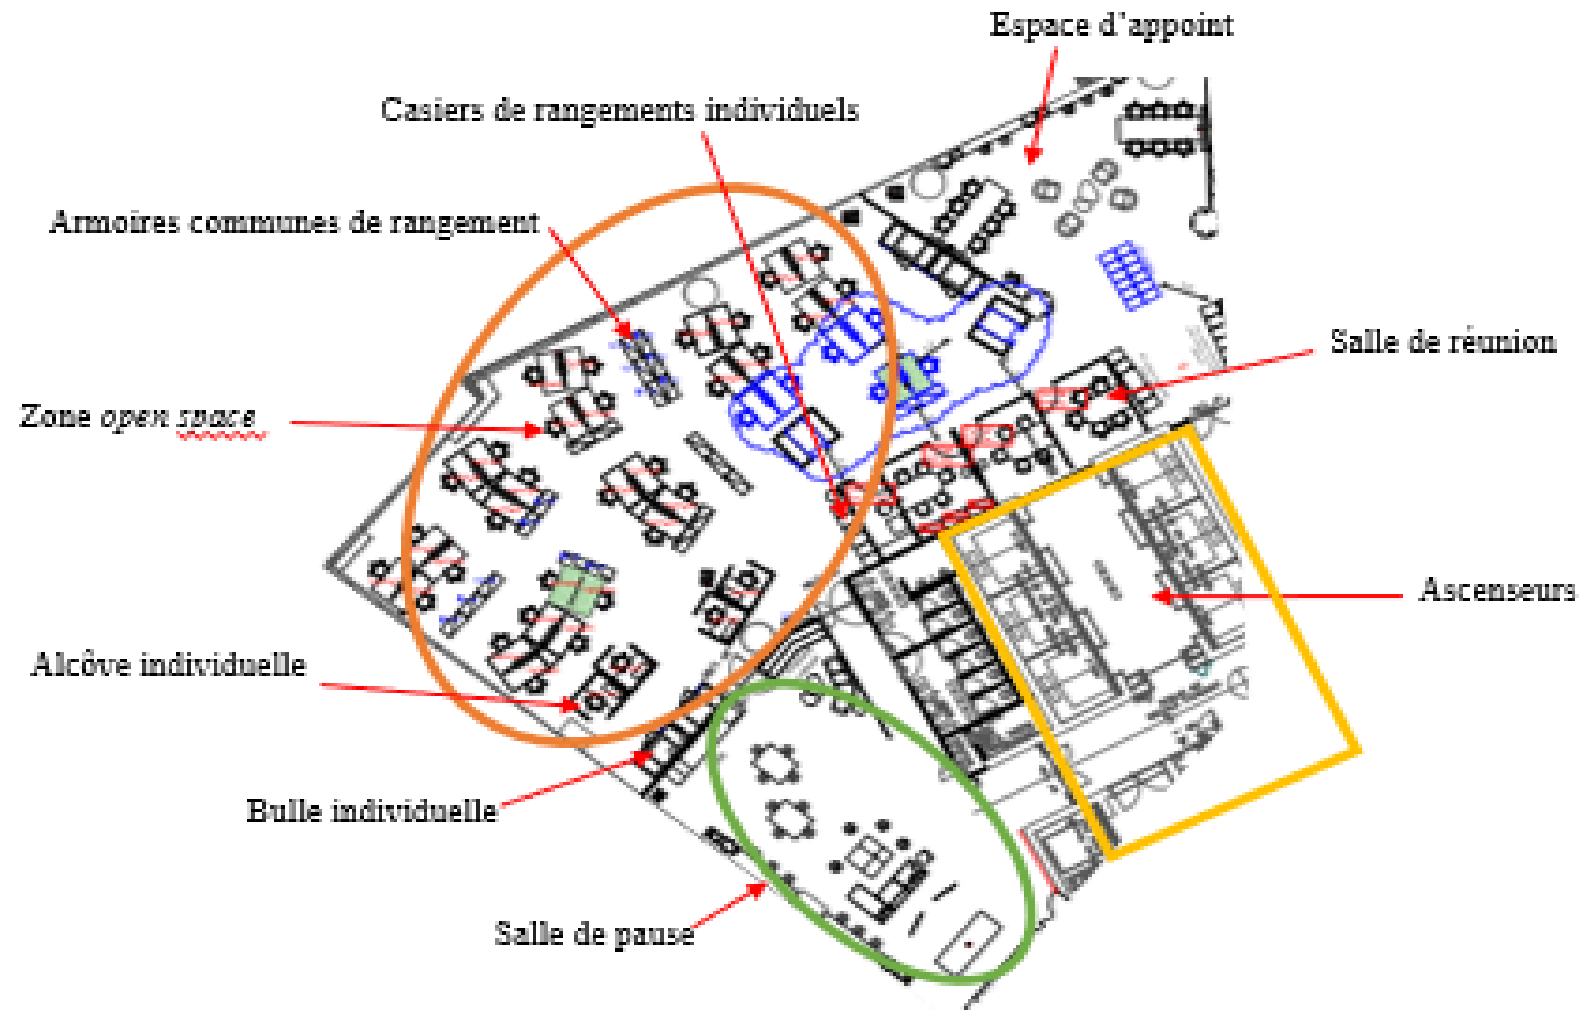 Espace d'appoint
Casiers de rangements individuels
Armoires communes de rangement
Salle de réunion
Zone open space
Ascenseurs
Alcôve individuelle
Bulle individuelle
Salle de pause